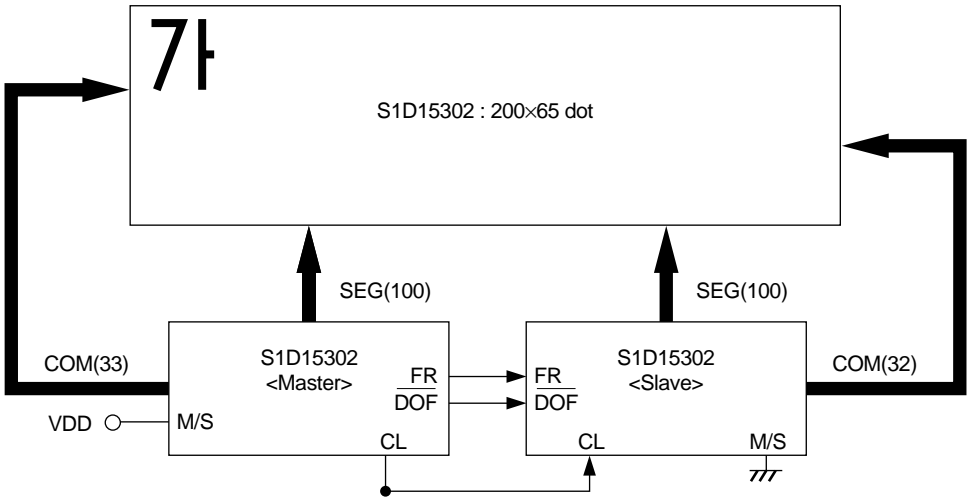 가
S1D15302 : 200×65 dot
SEG(100)
SEG(100)
COM(33)
S1D15302
<Master>
FR
DOF
M/S
CL
VDD
S1D15302
<Slave>
FR
DOF
CL
M/S
COM(32)